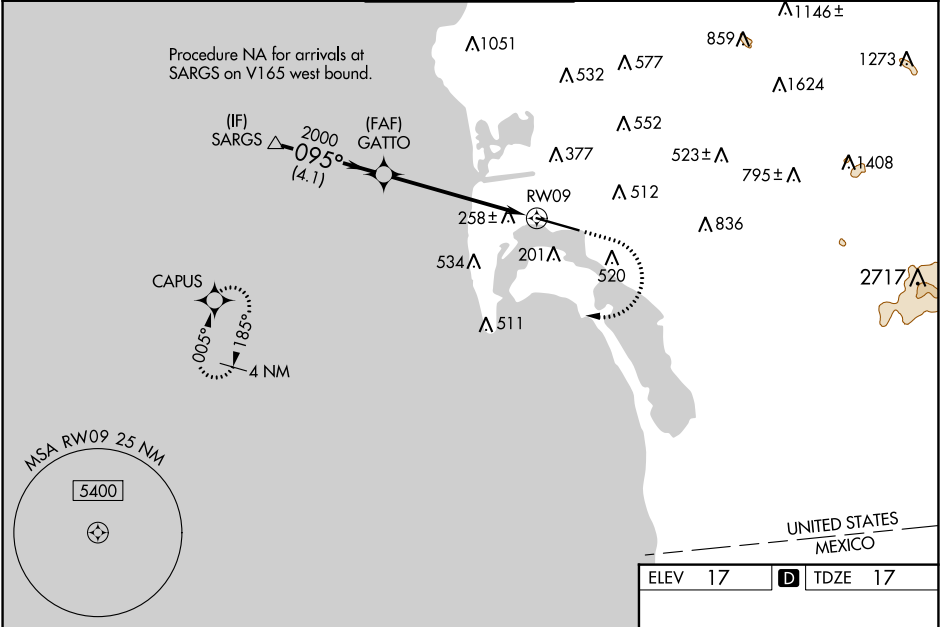 1146±
1051
859
Procedure NA for arrivals at
SARGS on V165 west bound.
577
1273
532
1624
(IF)
SARGS
2000
095°
(4.1)
(FAF)
GATTO
552
377
523±
1408
795±
512
RW09
258±
836
534
201
520
2717
CAPUS
005°
185°
4 NM
511
MSA RW09 25 NM
5400
UNITED STATES
MEXICO
ELEV 17 D TDZE 17